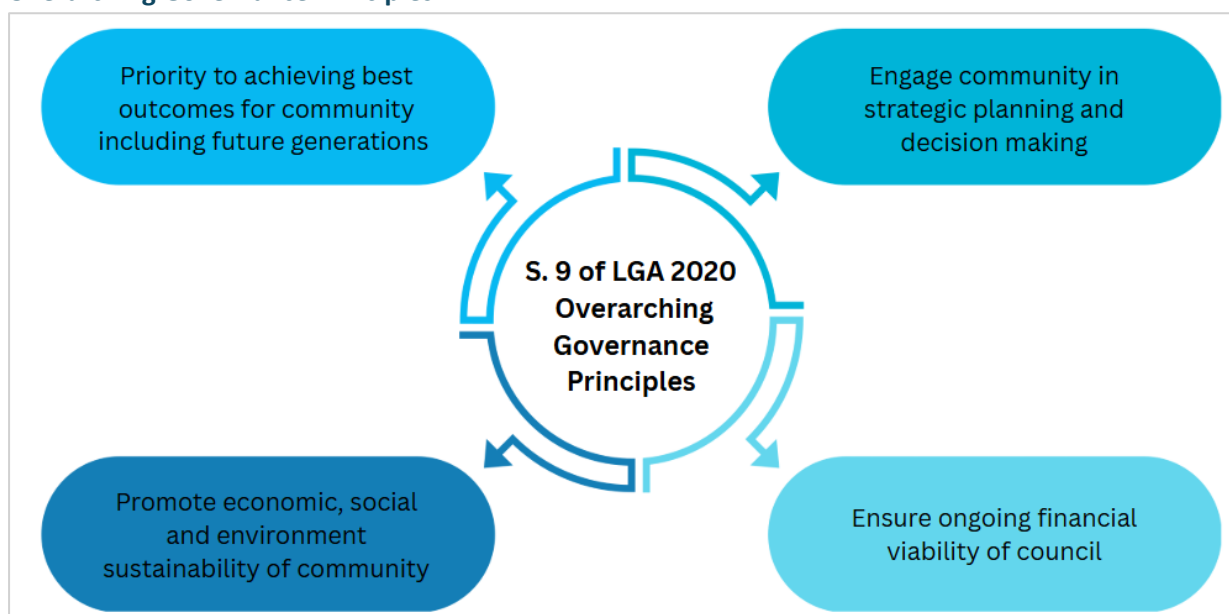 Priority to achieving best
outcomes for community
including future generations
Engage community in
strategic planning and
decision making
S. 9 of LGA 2020
Overarching
Governance
Principles
Promote economic, social
and environment
sustainability of community
Ensure ongoing financial
viability of council